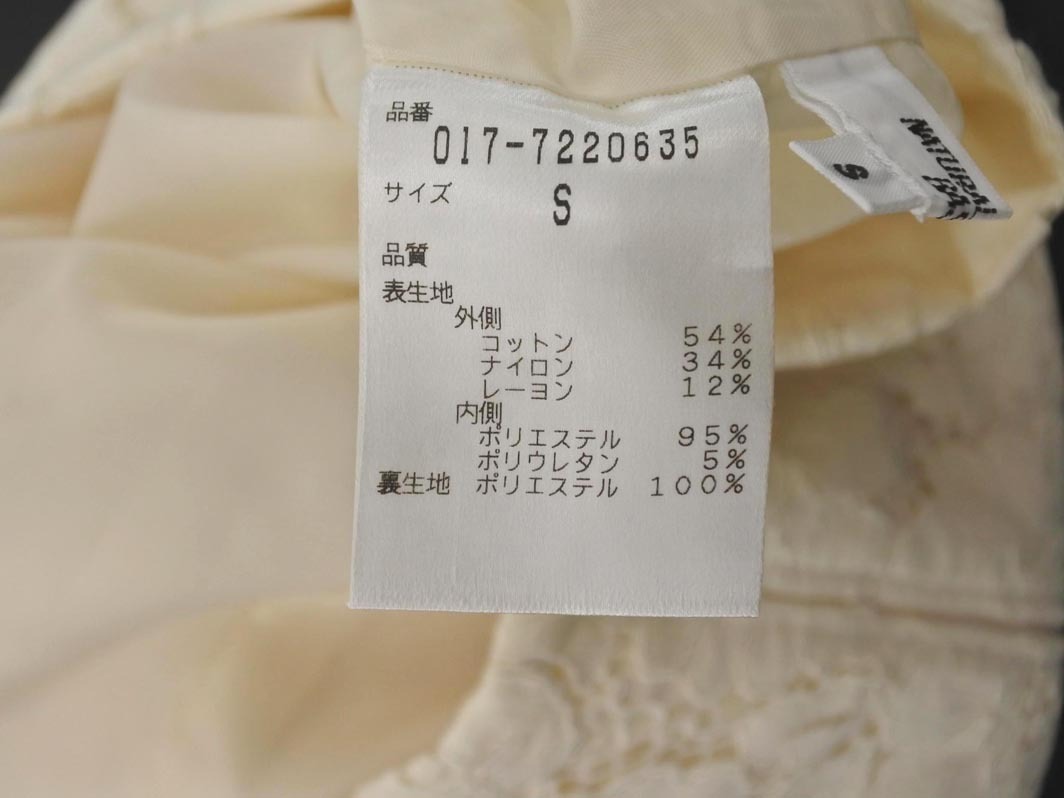 品番
017-7220635
サイズ S
品質
表生地
外側
コットン 54%
ナイロン 34%
レーヨン 12%
内側
ポリエステル 95%
ポリウレタン 5%
裏生地 ポリエステル 100%
S